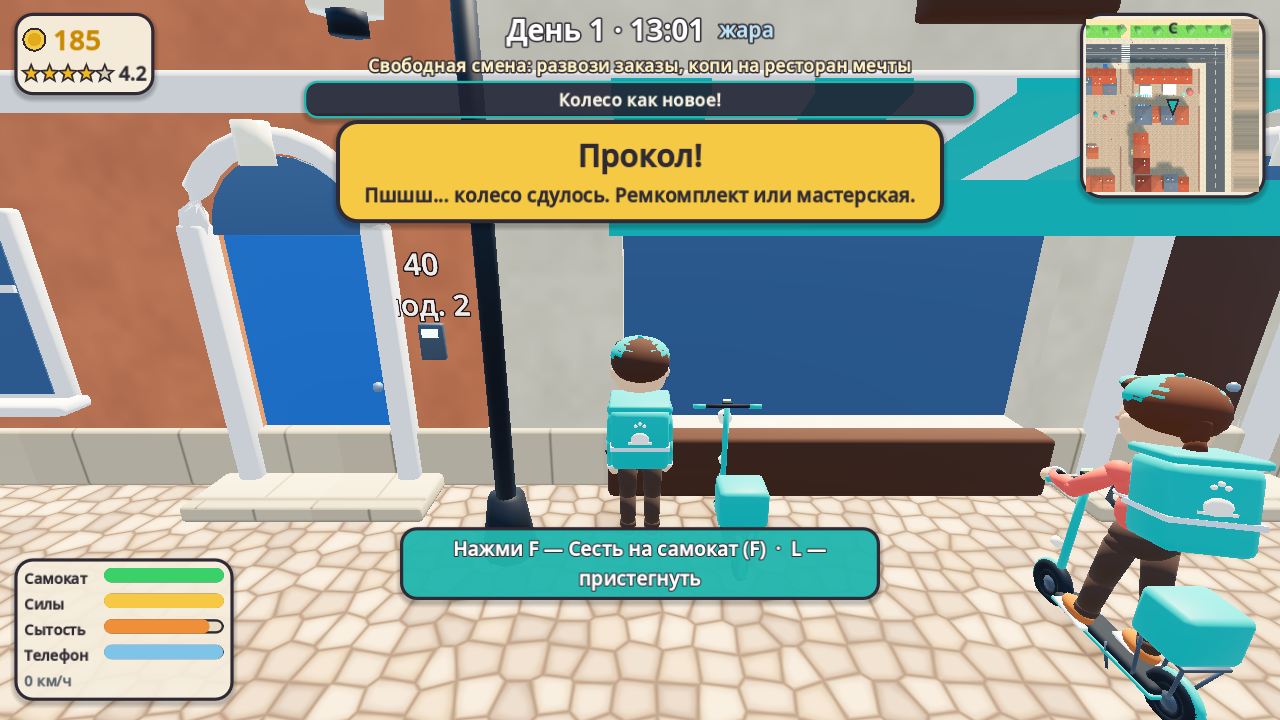 185
4.2
День 1 · 13:01 жара
Свободная смена: развози заказы, копи на ресторан мечты
Колесо как новое!
Прокол!
Пшшш... колесо сдулось. Ремкомплект или мастерская.
С
40
под. 2
Нажми F — Сесть на самокат (F) · L —
пристегнуть
Самокат
Силы
Сытость
Телефон
0 км/ч